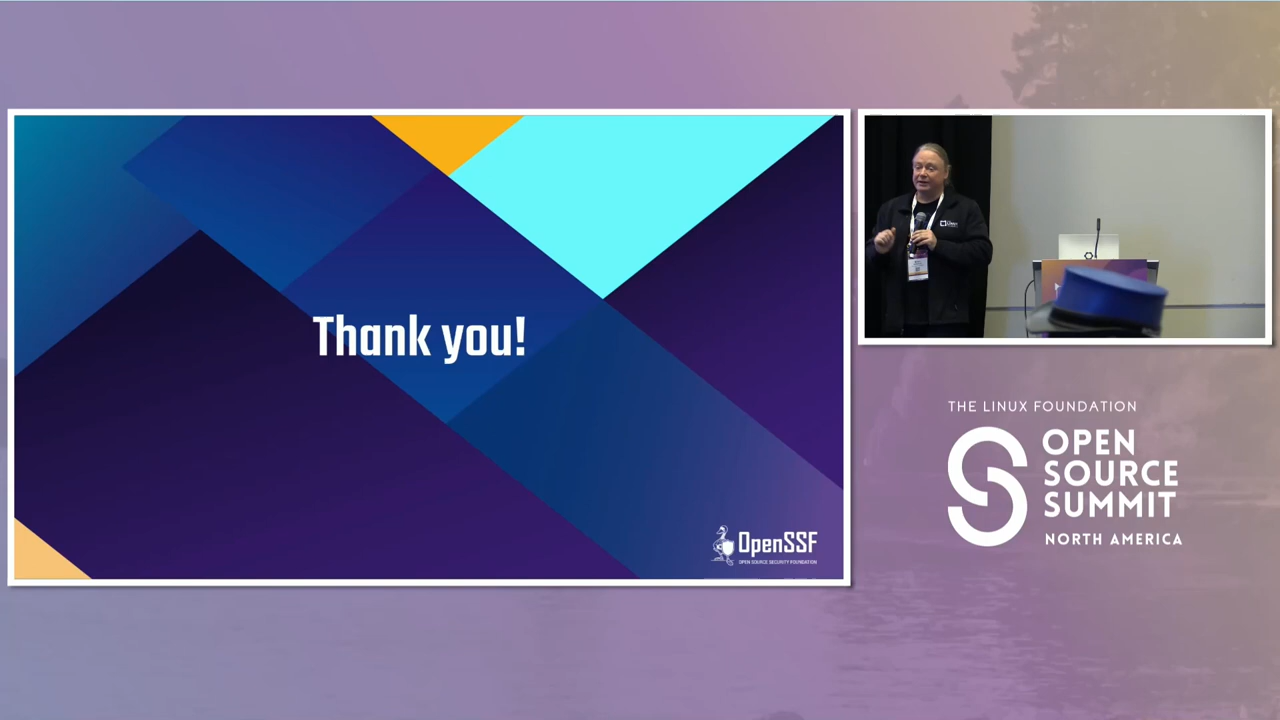 Thank you!
OpenSSF
OPEN SOURCE SECURITY FOUNDATION
THE LINUX FOUNDATION
OPEN
SOURCE
SUMMIT
NORTH AMERICA